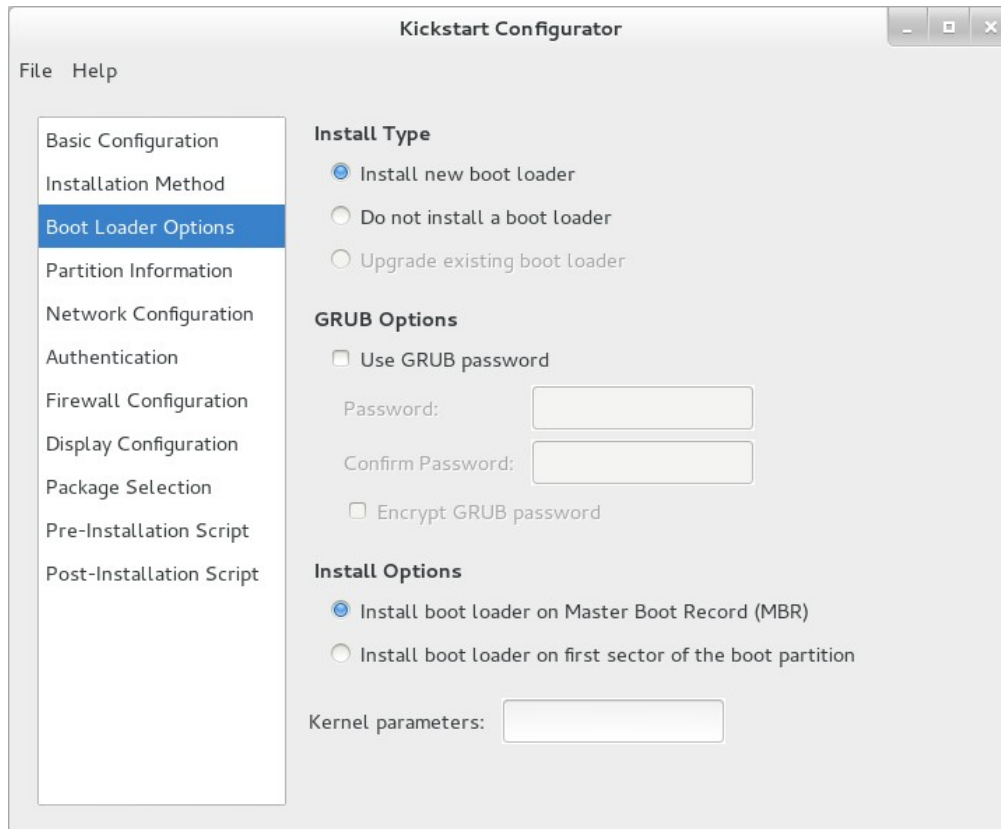 Kickstart Configurator
File Help
Basic Configuration
Installation Method
Boot Loader Options
Partition Information
Network Configuration
Authentication
Firewall Configuration
Display Configuration
Package Selection
Pre-Installation Script
Post-Installation Script
Install Type
Install new boot loader
Do not install a boot loader
Upgrade existing boot loader
GRUB Options
Use GRUB password
Password:
Confirm Password:
Encrypt GRUB password
Install Options
Install boot loader on Master Boot Record (MBR)
Install boot loader on first sector of the boot partition
Kernel parameters: